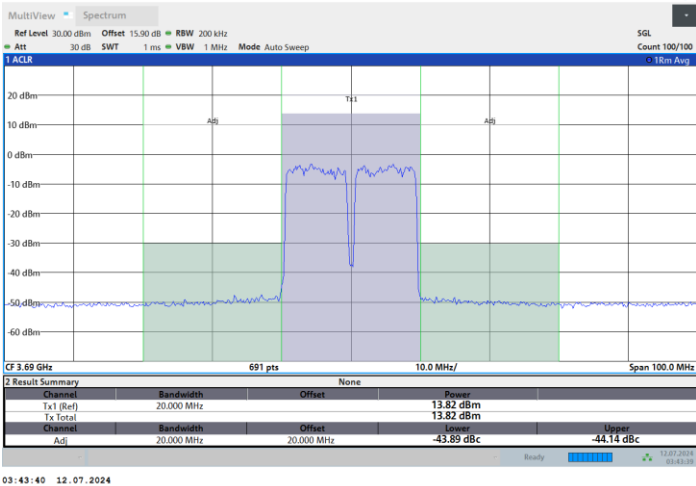 MultiView Spectrum
Ref Level 30.00 dBm Offset 15.90 dB RBW 200 kHz SGL
Att 30 dB SWT 1 ms VBW 1 MHz Mode Auto Sweep Count 100/100
1 ACLR 1Rm Avg
20 dBm
Tx1
Adj Adj
10 dBm
0 dBm
-10 dBm
-20 dBm
-30 dBm
-40 dBm
-50 dBm
-60 dBm
CF 3.69 GHz 691 pts 10.0 MHz/ Span 100.0 MHz
2 Result Summary None
Channel Bandwidth Offset Power
Tx1 (Ref) 20.000 MHz 13.82 dBm
Tx Total 13.82 dBm
Channel Bandwidth Offset Lower Upper
Adj 20.000 MHz 20.000 MHz -43.89 dBc -44.14 dBc
Ready 12.07.2024
03:43:39
03:43:40 12.07.2024